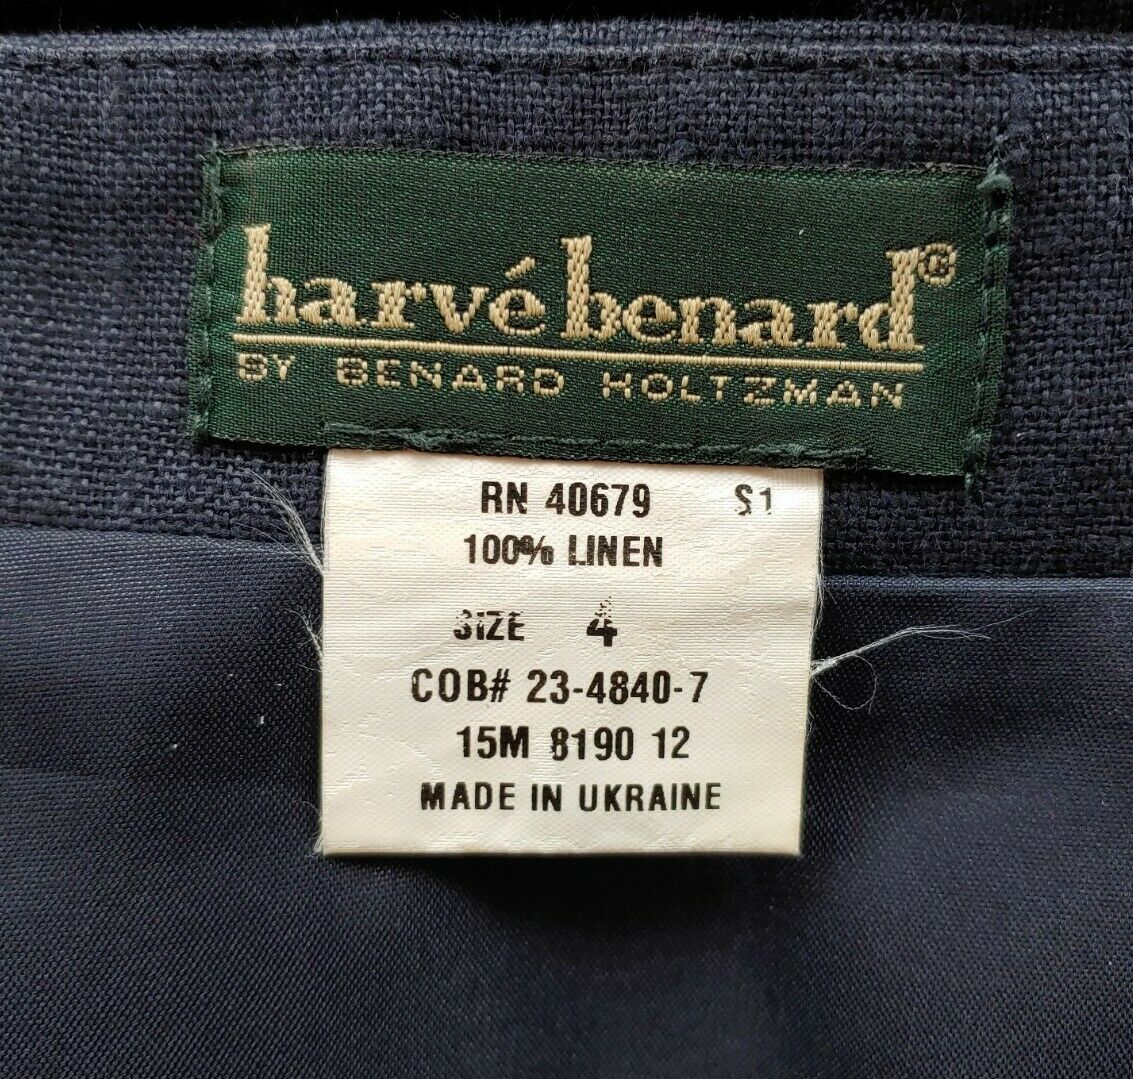 harvé benard®
BY BENARD HOLTZMAN
RN 40679 S1
100% LINEN
SIZE 4
COB# 23-4840-7
15M 8190 12
MADE IN UKRAINE